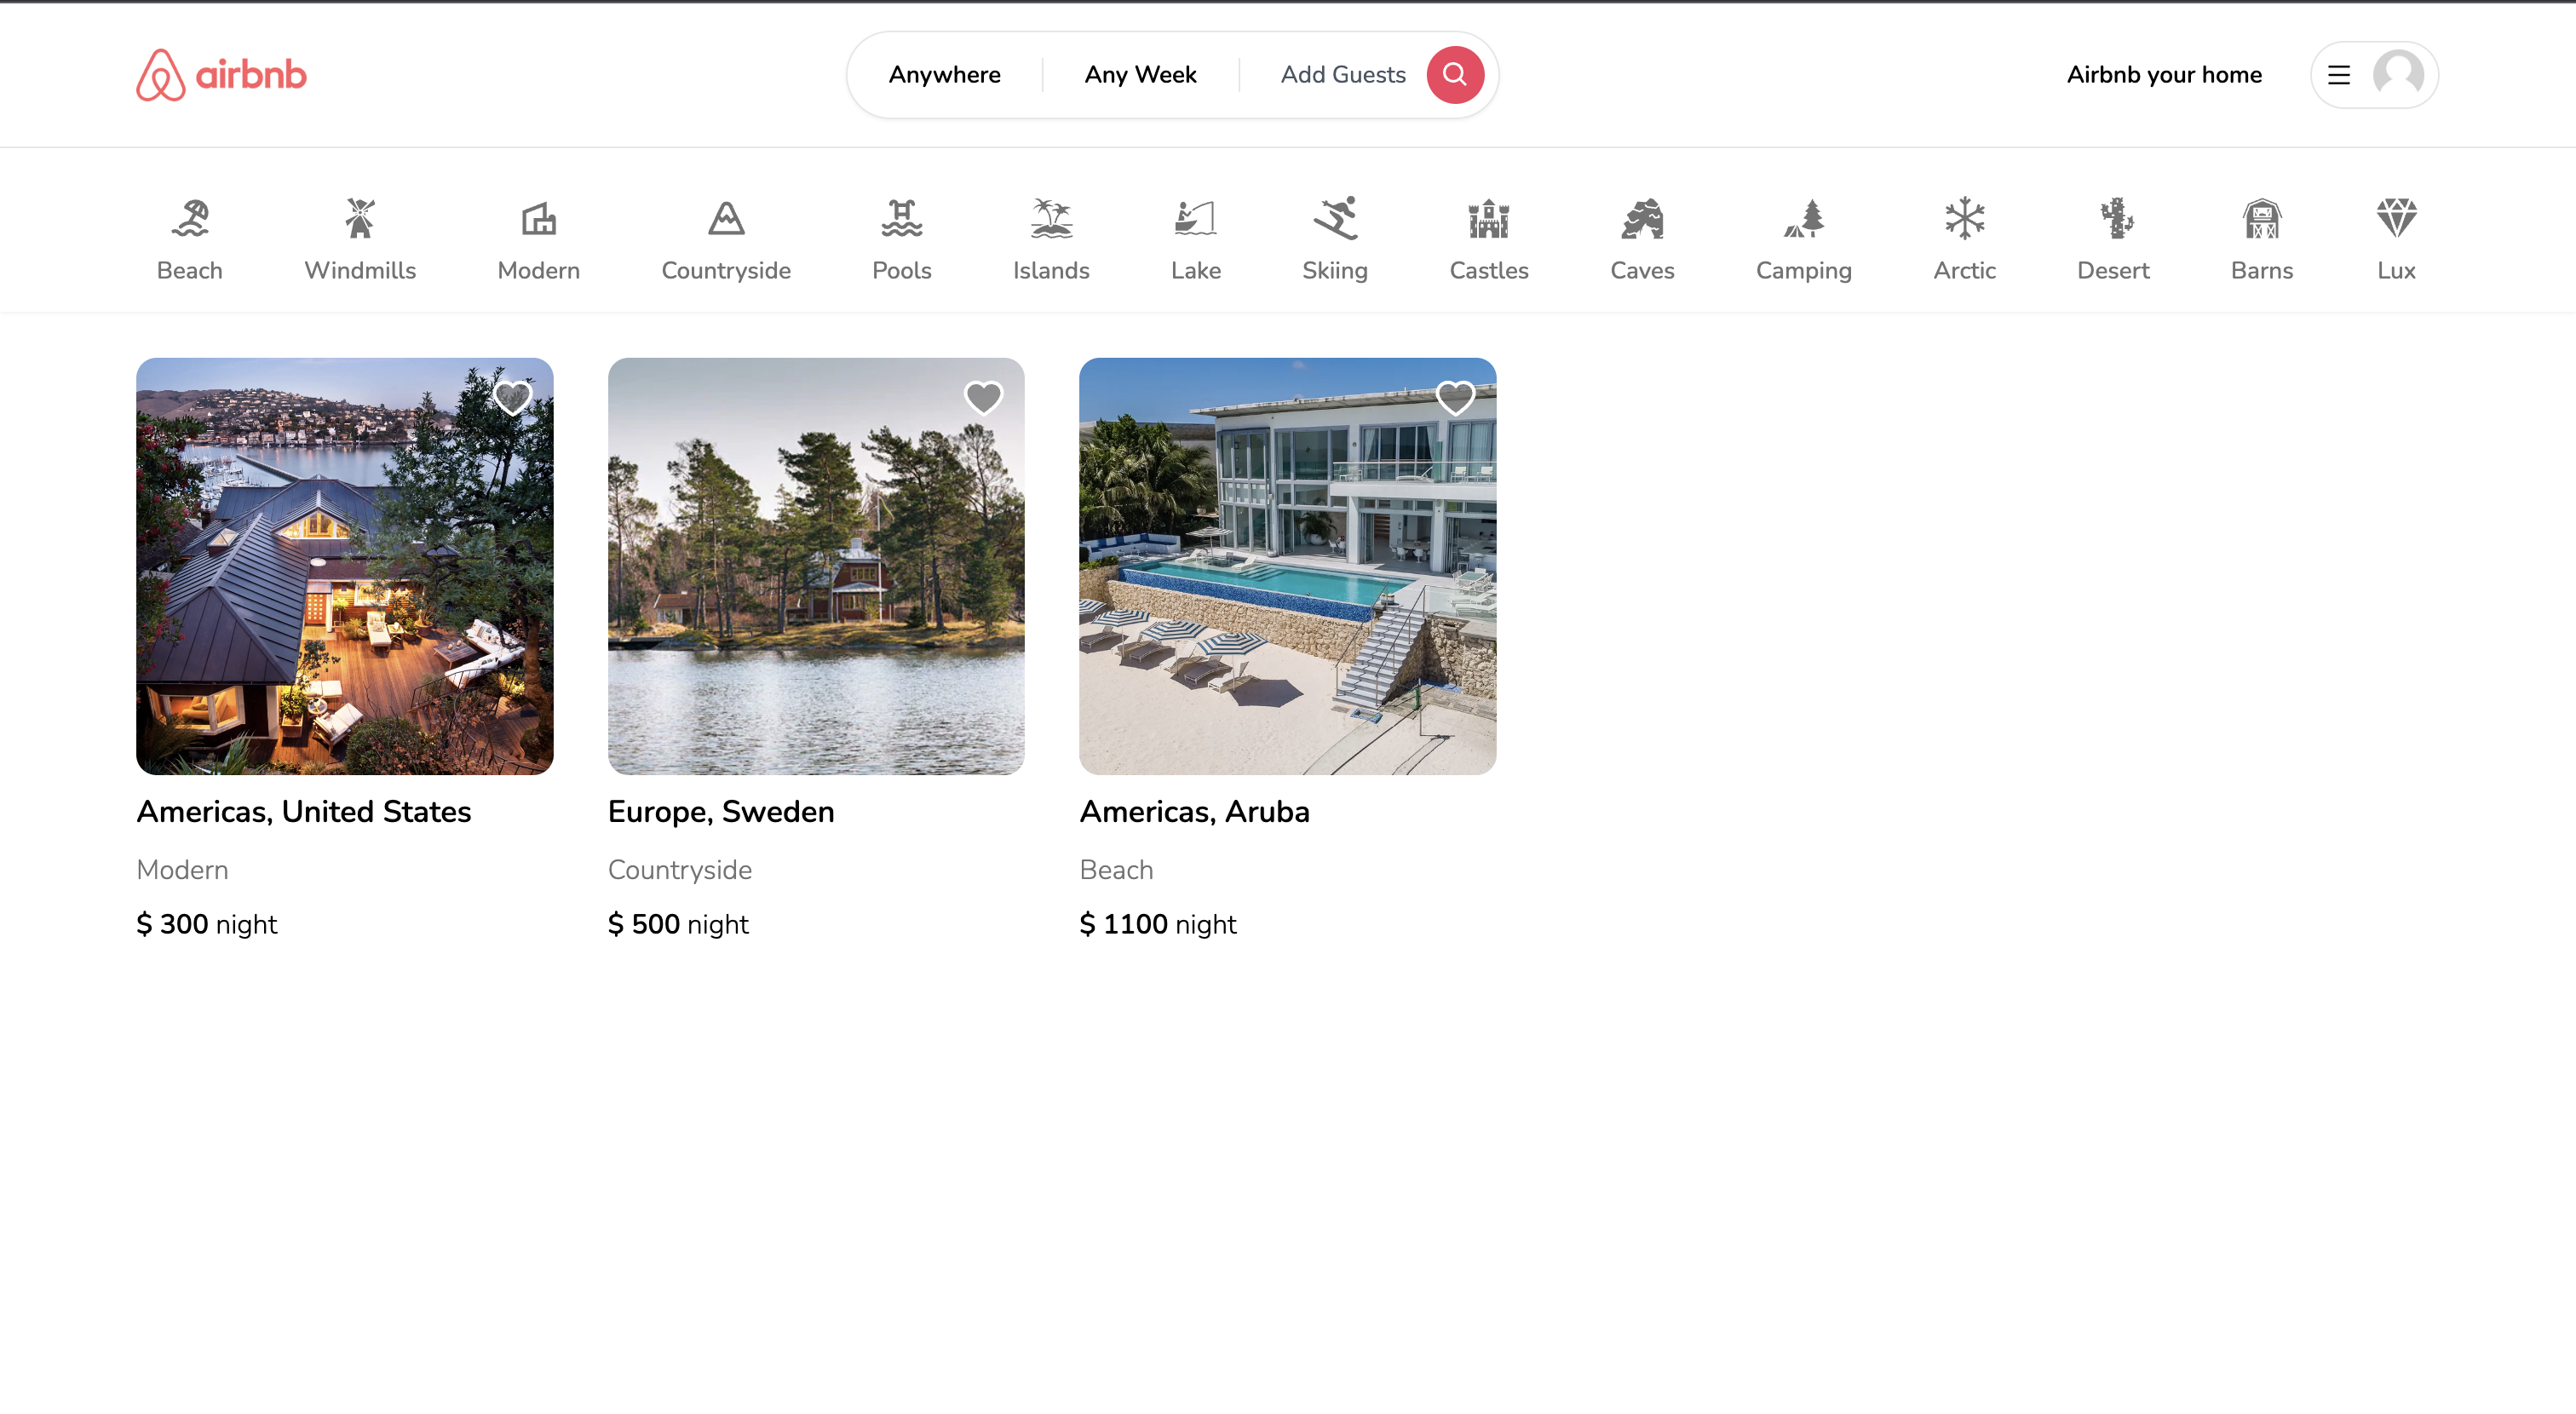 airbnb
Anywhere
Any Week
Add Guests
Airbnb your home
Beach
Windmills
Modern
Countryside
Pools
Islands
Lake
Skiing
Castles
Caves
Camping
Arctic
Desert
Barns
Lux
Americas, United States
Modern
$ 300 night
Europe, Sweden
Countryside
$ 500 night
Americas, Aruba
Beach
$ 1100 night